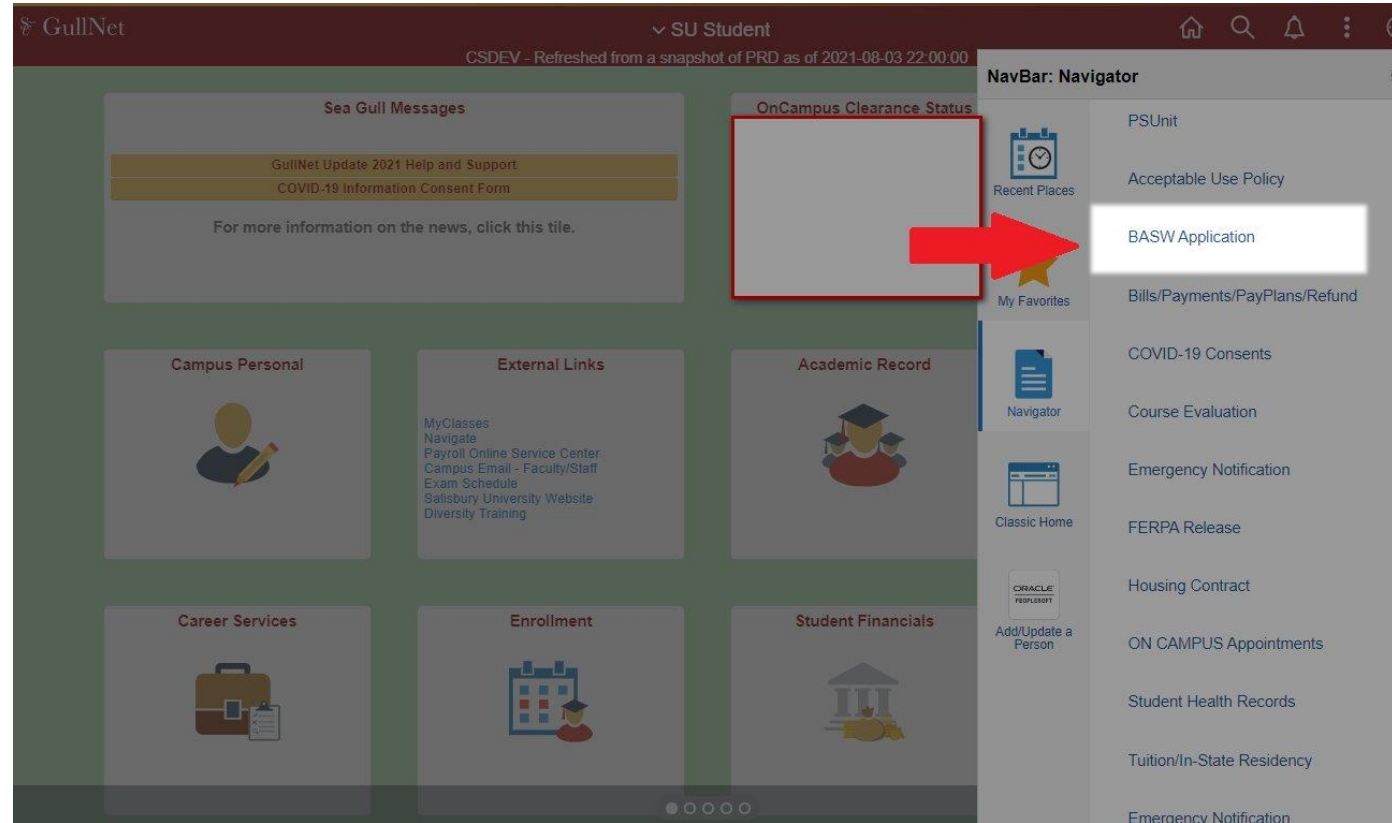 GullNet
SU Student
CSDEV - Refreshed from a snapshot of PRD as of 2021-08-03 22:00:00
Sea Gull Messages
GullNet Update 2021 Help and Support
COVID-19 Information Consent Form
For more information on the news, click this tile.
OnCampus Clearance Status
Campus Personal
External Links
MyClasses
Navigate
Payroll Online Service Center
Campus Email - Faculty/Staff
Exam Schedule
Salisbury University Website
Diversity Training
Academic Record
Career Services
Enrollment
Student Financials
NavBar: Navigator
Recent Places
My Favorites
Navigator
Classic Home
ORACLE
PEOPLESOFT
Add/Update a
Person
PSUnit
Acceptable Use Policy
BASW Application
Bills/Payments/PayPlans/Refund
COVID-19 Consents
Course Evaluation
Emergency Notification
FERPA Release
Housing Contract
ON CAMPUS Appointments
Student Health Records
Tuition/In-State Residency
Emergency Notification